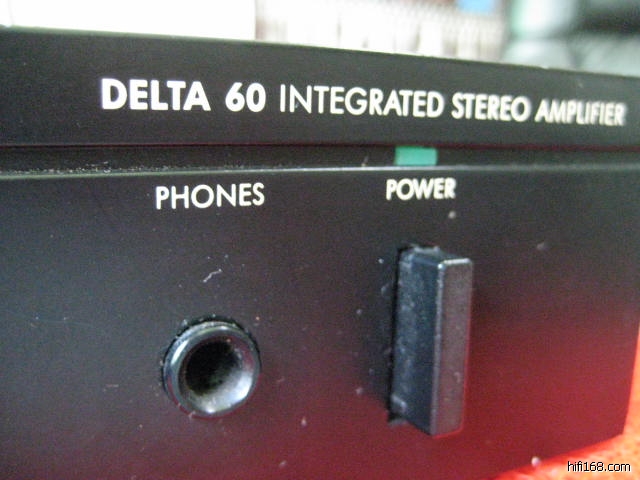 DELTA 60 INTEGRATED STEREO AMPLIFIER
PHONES POWER
hifi168.com